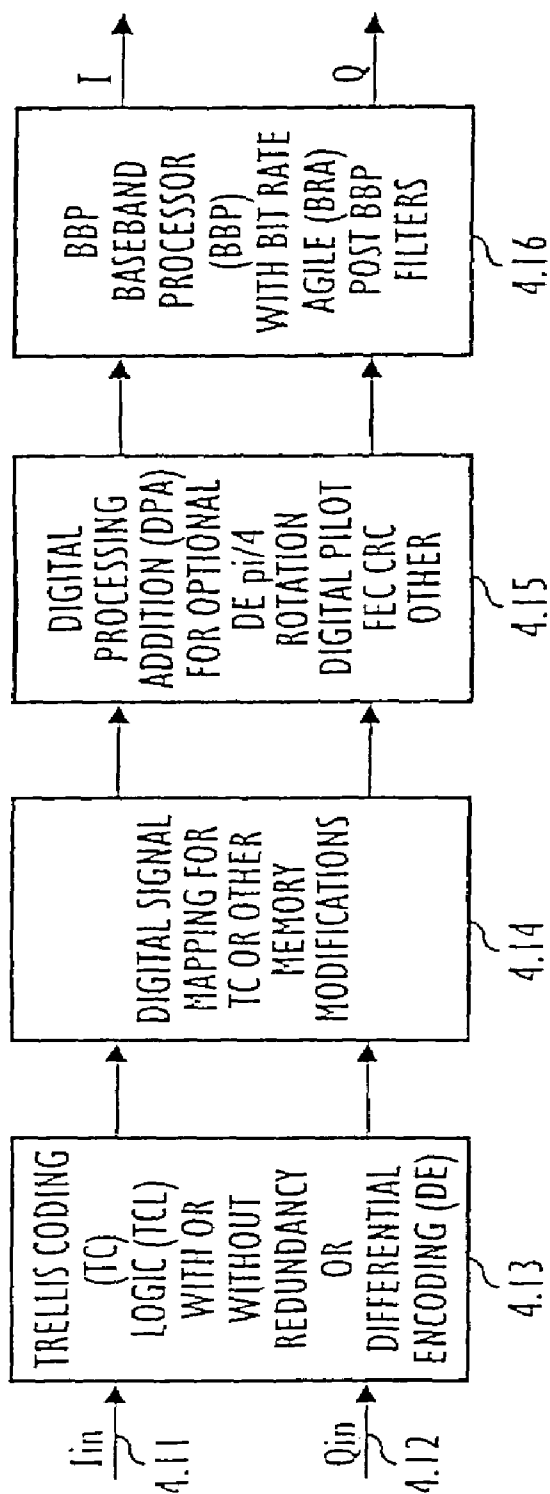 Iin
4.11
Qin
4.12
TRELLIS CODING
(TC)
LOGIC (TCL)
WITH OR
WITHOUT
REDUNDANCY
OR
DIFFERENTIAL
ENCODING (DE)
4.13
DIGITAL SIGNAL
MAPPING FOR
TC OR OTHER
MEMORY
MODIFICATIONS
4.14
DIGITAL
PROCESSING
ADDITION (DPA)
FOR OPTIONAL
DE pi/4
ROTATION
DIGITAL PILOT
FEC CRC
OTHER
4.15
BBP
BASEBAND
PROCESSOR
(BBP)
WITH BIT RATE
AGILE (BRA)
POST BBP
FILTERS
4.16
I
Q